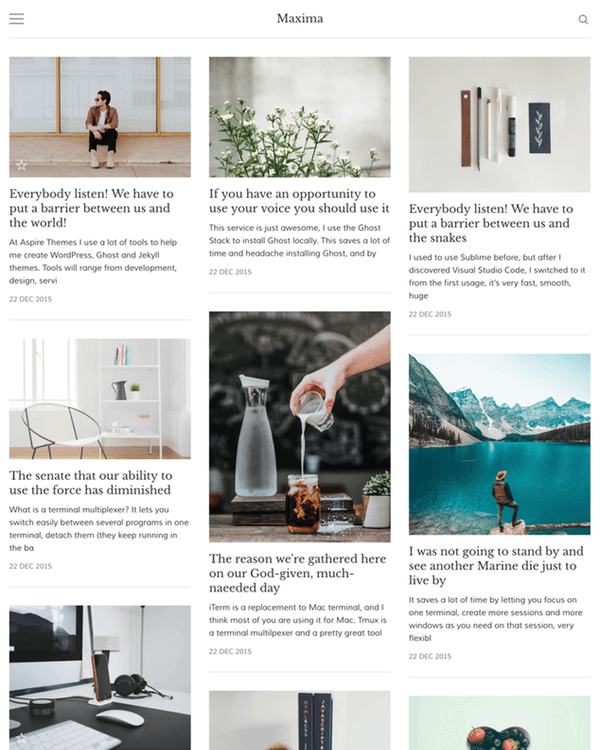 Maxima
Everybody listen! We have to
put a barrier between us and
the world!
At Aspire Themes I use a lot of tools to help
me create WordPress, Ghost and Jekyll
themes. Tools will range from development,
design, servi
22 DEC 2015
The senate that our ability to
use the force has diminished
What is a terminal multiplexer? It lets you
switch easily between several programs in one
terminal, detach them (they keep running in
the ba
22 DEC 2015
If you have an opportunity to
use your voice you should use it
This service is just awesome, I use the Ghost
Stack to install Ghost locally. This saves a lot of
time and headache installing Ghost, and by
22 DEC 2015
The reason we're gathered here
on our God-given, much-
naeeded day
iTerm is a replacement to Mac terminal, and I
think most of you are using it for Mac. Tmux is
a terminal multilpexer and a pretty great tool
22 DEC 2015
HTML&CSS
JAVASCRIPT &
Everybody listen! We have to
put a barrier between us and
the snakes
I used to use Sublime before, but after I
discovered Visual Studio Code, I switched to it
from the first usage, it's very fast, smooth,
huge
22 DEC 2015
I was not going to stand by and
see another Marine die just to
live by
It saves a lot of time by letting you focus on
one terminal, create more sessions and more
windows as you need on that session, very
flexibl
22 DEC 2015